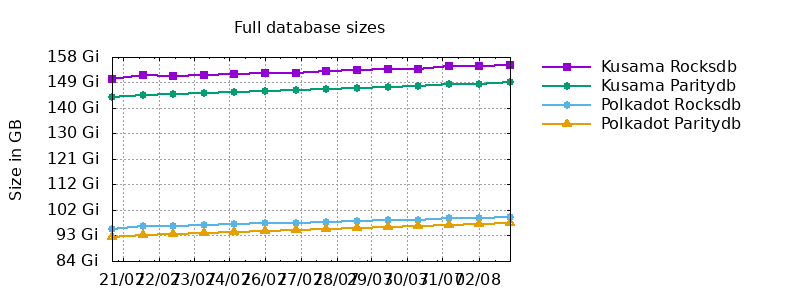 Full database sizes
158 Gi
149 Gi
140 Gi
130 Gi
121 Gi
112 Gi
102 Gi
93 Gi
84 Gi
Size in GB
21/07 22/07 23/07 24/07 26/07 27/07 28/07 29/07 30/07 31/07 02/08
Kusama Rocksdb
Kusama Paritydb
Polkadot Rocksdb
Polkadot Paritydb